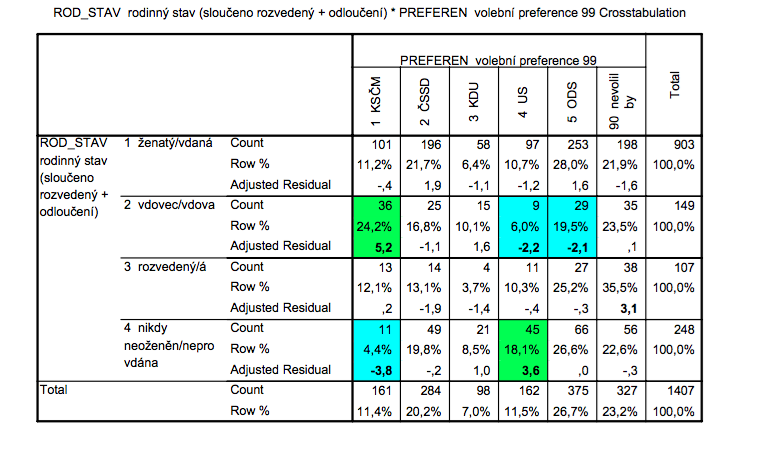 ROD_STAV rodinný stav (sloučeno rozvedený + odloučení) * PREFEREN volební preference 99 Crosstabulation
PREFEREN volební preference 99
1 KSČM 2 ČSSD 3 KDU 4 US 5 ODS 90 nevolil by Total
ROD_STAV rodinný stav (sloučeno rozvedený + odloučení)
1 ženatý/vdaná Count 101 196 58 97 253 198 903
Row % 11,2% 21,7% 6,4% 10,7% 28,0% 21,9% 100,0%
Adjusted Residual -,4 1,9 -1,1 -1,2 1,6 -1,6
2 vdovec/vdova Count 36 25 15 9 29 35 149
Row % 24,2% 16,8% 10,1% 6,0% 19,5% 23,5% 100,0%
Adjusted Residual 5,2 -1,1 1,6 -2,2 -2,1 ,1
3 rozvedený/á Count 13 14 4 11 27 38 107
Row % 12,1% 13,1% 3,7% 10,3% 25,2% 35,5% 100,0%
Adjusted Residual ,2 -1,9 -1,4 -,4 -,3 3,1
4 nikdy Count 11 49 21 45 66 56 248
neoženěn/nepro Row % 4,4% 19,8% 8,5% 18,1% 26,6% 22,6% 100,0%
vdána Adjusted Residual -3,8 -,2 1,0 3,6 ,0 -,3
Total Count 161 284 98 162 375 327 1407
Row % 11,4% 20,2% 7,0% 11,5% 26,7% 23,2% 100,0%